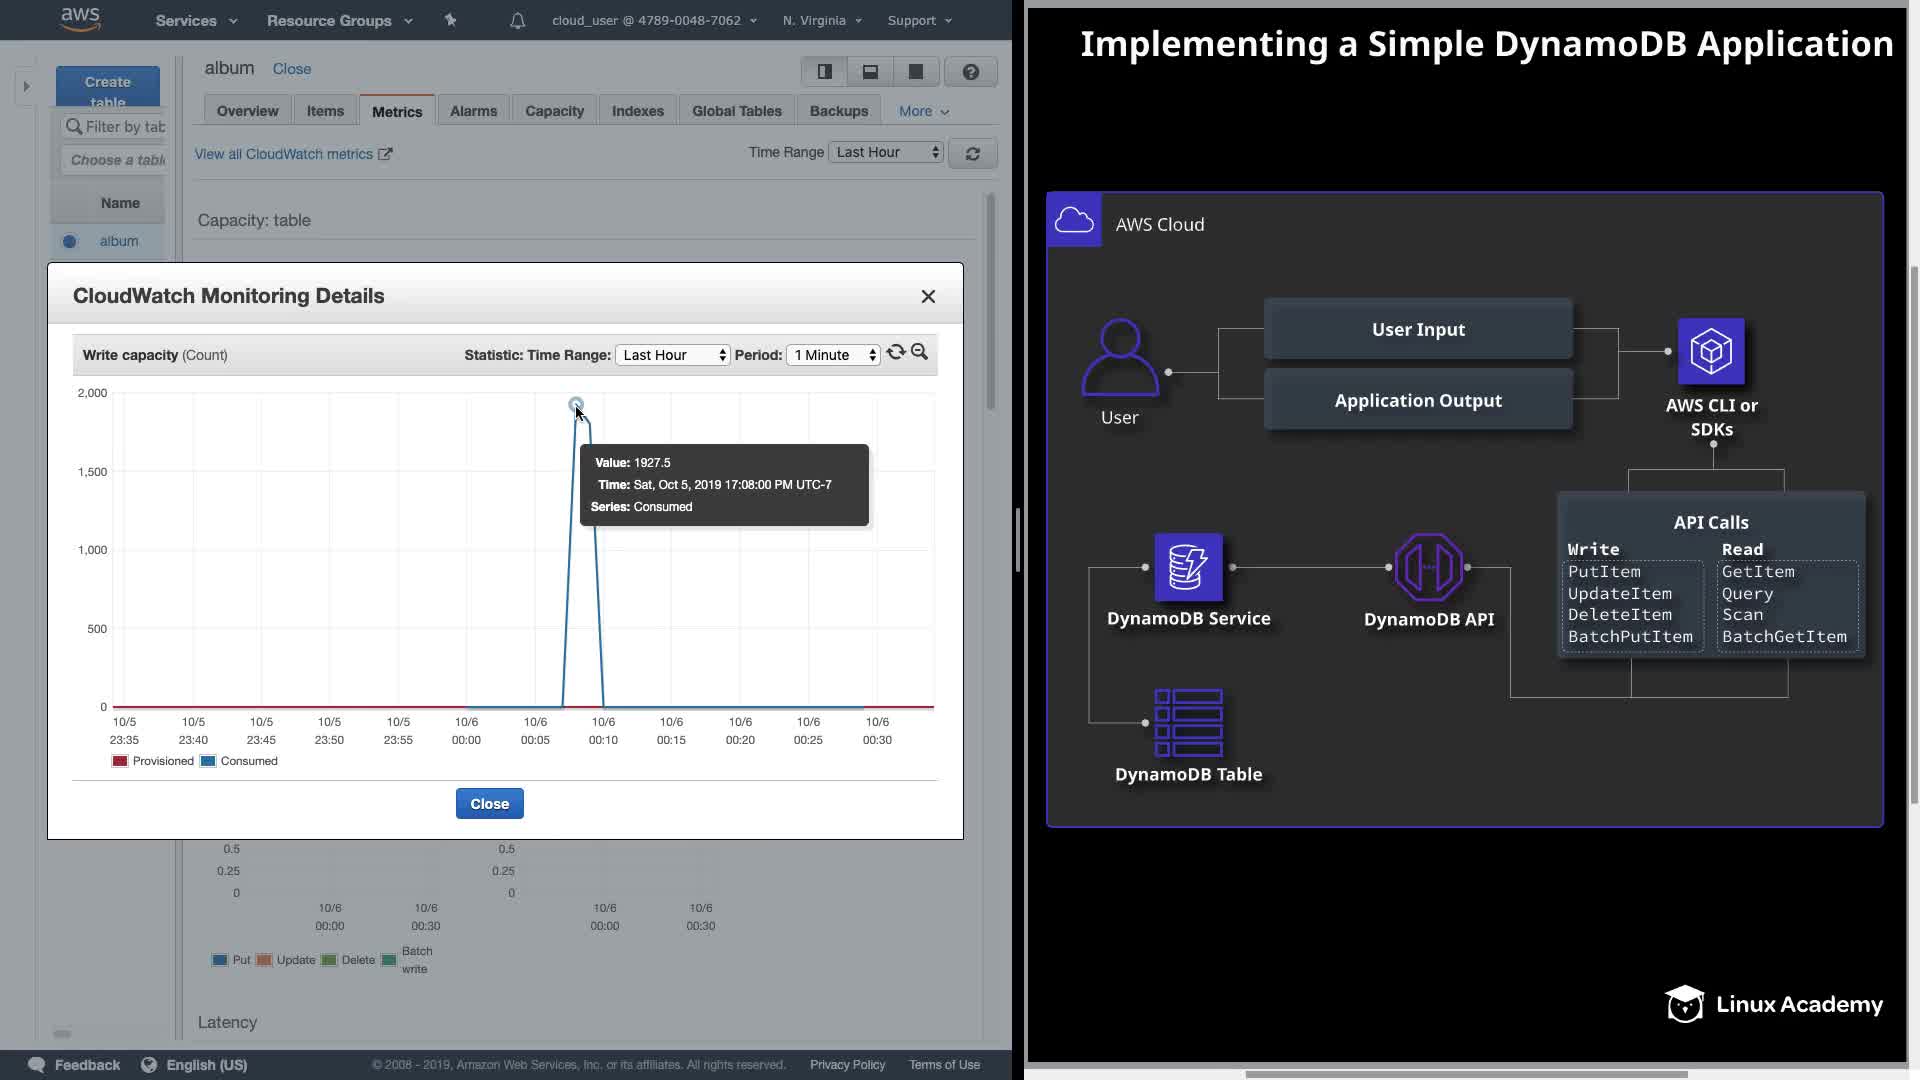 aws
Services
Resource Groups
cloud_user @ 4789-0048-7062
N. Virginia
Support
Create
table
Filter by tab
Choose a tabl
Name
album
album
Close
Overview
Items
Metrics
Alarms
Capacity
Indexes
Global Tables
Backups
More
View all CloudWatch metrics
Time Range
Last Hour
Capacity: table
CloudWatch Monitoring Details
Write capacity (Count)
Statistic: Time Range:
Last Hour
Period:
1 Minute
2,000
1,500
1,000
500
0
Value: 1927.5
Time: Sat, Oct 5, 2019 17:08:00 PM UTC-7
Series: Consumed
10/5 10/5 10/5 10/5 10/5 10/6 10/6 10/6 10/6 10/6 10/6 10/6
23:35 23:40 23:45 23:50 23:55 00:00 00:05 00:10 00:15 00:20 00:25 00:30
Provisioned Consumed
Close
0.5 0.5
0.25 0.25
0 0
10/6 10/6 10/6 10/6
00:00 00:30 00:00 00:30
Put Update Delete Batch
write
Latency
Feedback
English (US)
© 2008 - 2019, Amazon Web Services, Inc. or its affiliates. All rights reserved.
Privacy Policy
Terms of Use
Implementing a Simple DynamoDB Application
AWS Cloud
User
User Input
Application Output
AWS CLI or
SDKs
API Calls
Write Read
PutItem GetItem
UpdateItem Query
DeleteItem Scan
BatchPutItem BatchGetItem
DynamoDB Service
DynamoDB API
DynamoDB Table
Linux Academy